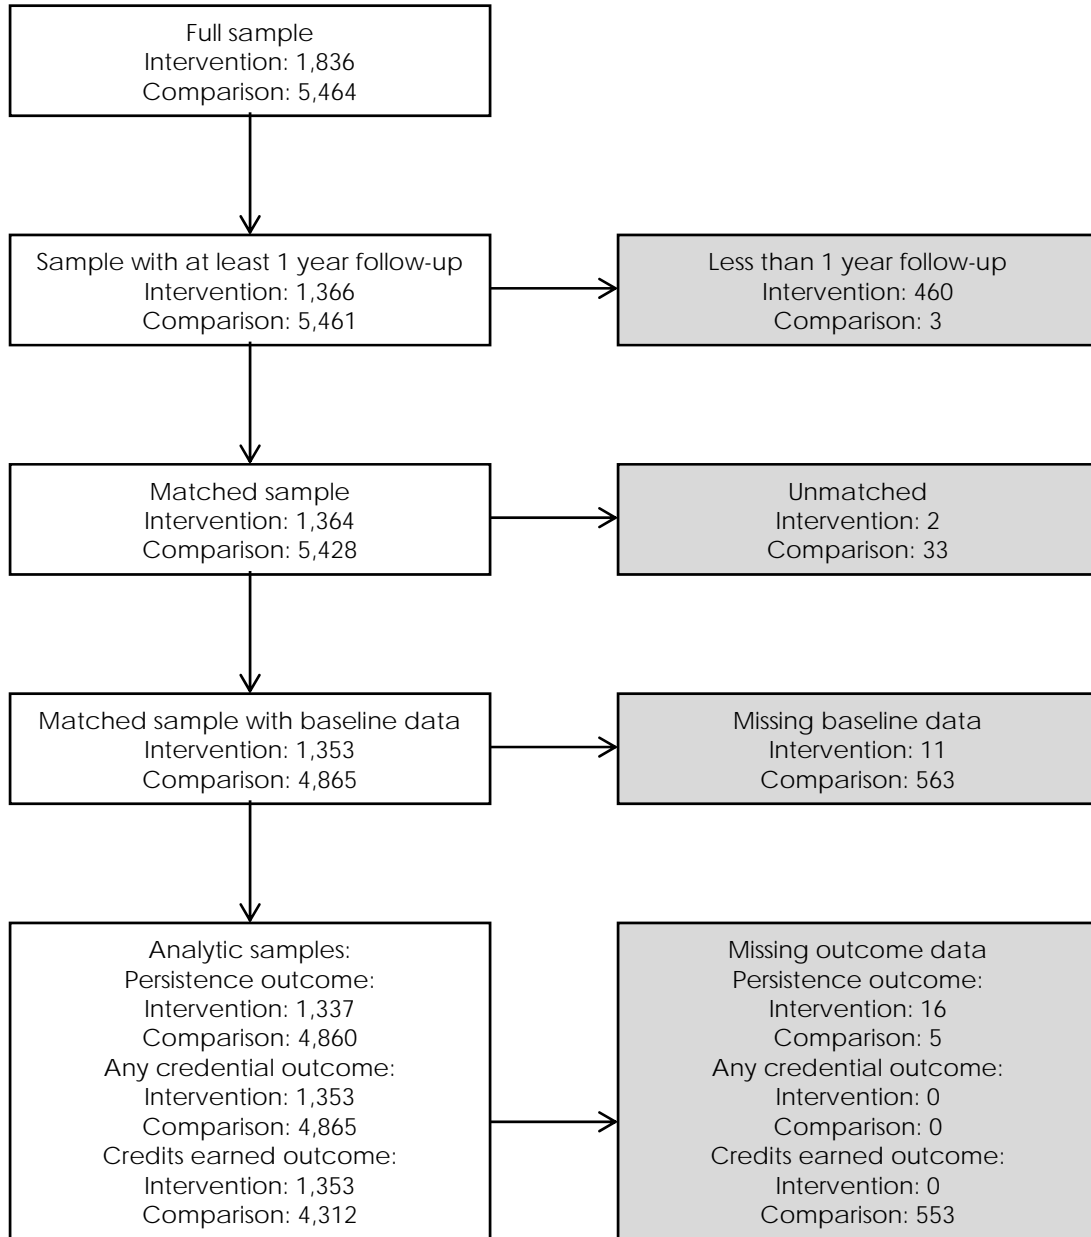 Full sample
Intervention: 1,836
Comparison: 5,464
Sample with at least 1 year follow-up
Intervention: 1,366
Comparison: 5,461
Less than 1 year follow-up
Intervention: 460
Comparison: 3
Matched sample
Intervention: 1,364
Comparison: 5,428
Unmatched
Intervention: 2
Comparison: 33
Matched sample with baseline data
Intervention: 1,353
Comparison: 4,865
Missing baseline data
Intervention: 11
Comparison: 563
Analytic samples:
Persistence outcome:
Intervention: 1,337
Comparison: 4,860
Any credential outcome:
Intervention: 1,353
Comparison: 4,865
Credits earned outcome:
Intervention: 1,353
Comparison: 4,312
Missing outcome data
Persistence outcome:
Intervention: 16
Comparison: 5
Any credential outcome:
Intervention: 0
Comparison: 0
Credits earned outcome:
Intervention: 0
Comparison: 553